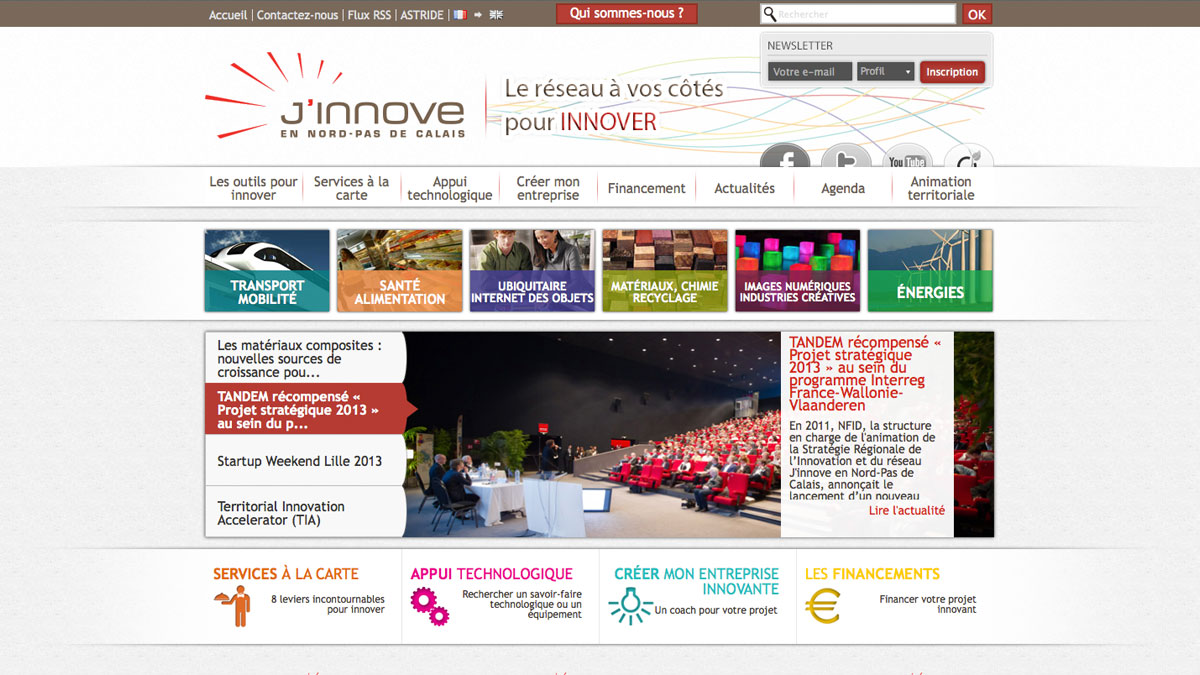 Accueil | Contactez-nous | Flux RSS | ASTRIDE |
Qui sommes-nous ?
Rechercher
OK
NEWSLETTER
Votre e-mail
Profil
Inscription
J'INNOVE
EN NORD-PAS DE CALAIS
Le réseau à vos côtés
pour INNOVER
You Tube
Les outils pour
innover
Services à la
carte
Appui
technologique
Créer mon
entreprise
Financement
Actualités
Agenda
Animation
territoriale
TRANSPORT
MOBILITÉ
SANTÉ
ALIMENTATION
UBIQUITAIRE
INTERNET DES OBJETS
MATÉRIAUX, CHIMIE
RECYCLAGE
IMAGES NUMÉRIQUES
INDUSTRIES CRÉATIVES
ÉNERGIES
Les matériaux composites :
nouvelles sources de
croissance pou...
TANDEM récompensé «
Projet stratégique 2013 »
au sein du p...
Startup Weekend Lille 2013
Territorial Innovation
Accelerator (TIA)
TANDEM récompensé «
Projet stratégique
2013 » au sein du
programme Interreg
France-Wallonie-
Vlaanderen
En 2011, NFID, la structure
en charge de l'animation de
la Stratégie Régionale de
l'Innovation et du réseau
J'innove en Nord-Pas de
Calais, annonçait le
lancement d'un nouveau
Lire l'actualité
SERVICES À LA CARTE
8 leviers incontournables
pour innover
APPUI TECHNOLOGIQUE
Rechercher un savoir-faire
technologique ou un
équipement
CRÉER MON ENTREPRISE
INNOVANTE
Un coach pour votre projet
LES FINANCEMENTS
Financer votre projet
innovant